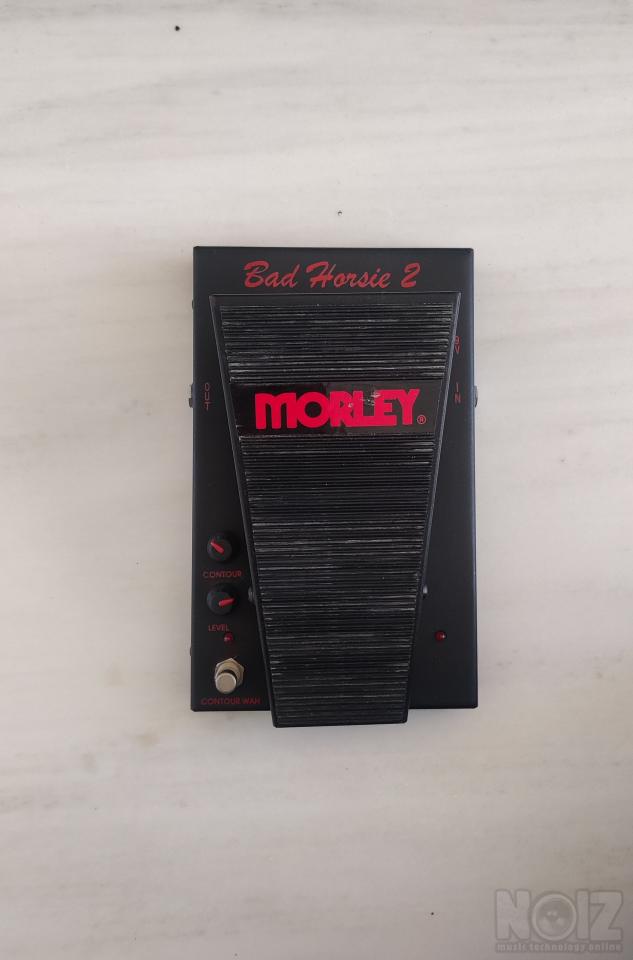 Bad Horsie 2
9V
OUT
IN
MORLEY®
CONTOUR
LEVEL
CONTOUR WAH
NOIZ
music technology online